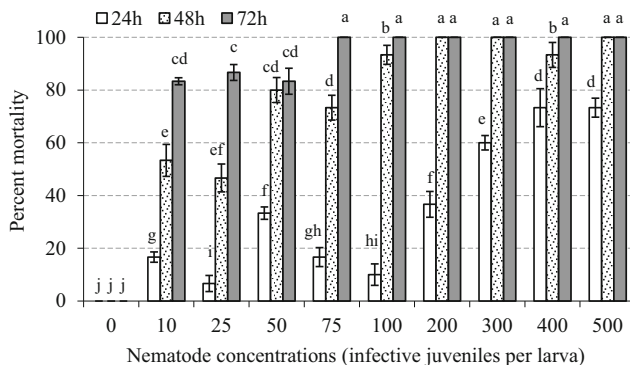 24h 48h 72h
Percent mortality
100
80
60
40
20
0
j j j
g e cd
i ef c
f cd cd
gh d a
hi b a
f a a
e a a
d b a
d a a
0 10 25 50 75 100 200 300 400 500
Nematode concentrations (infective juveniles per larva)